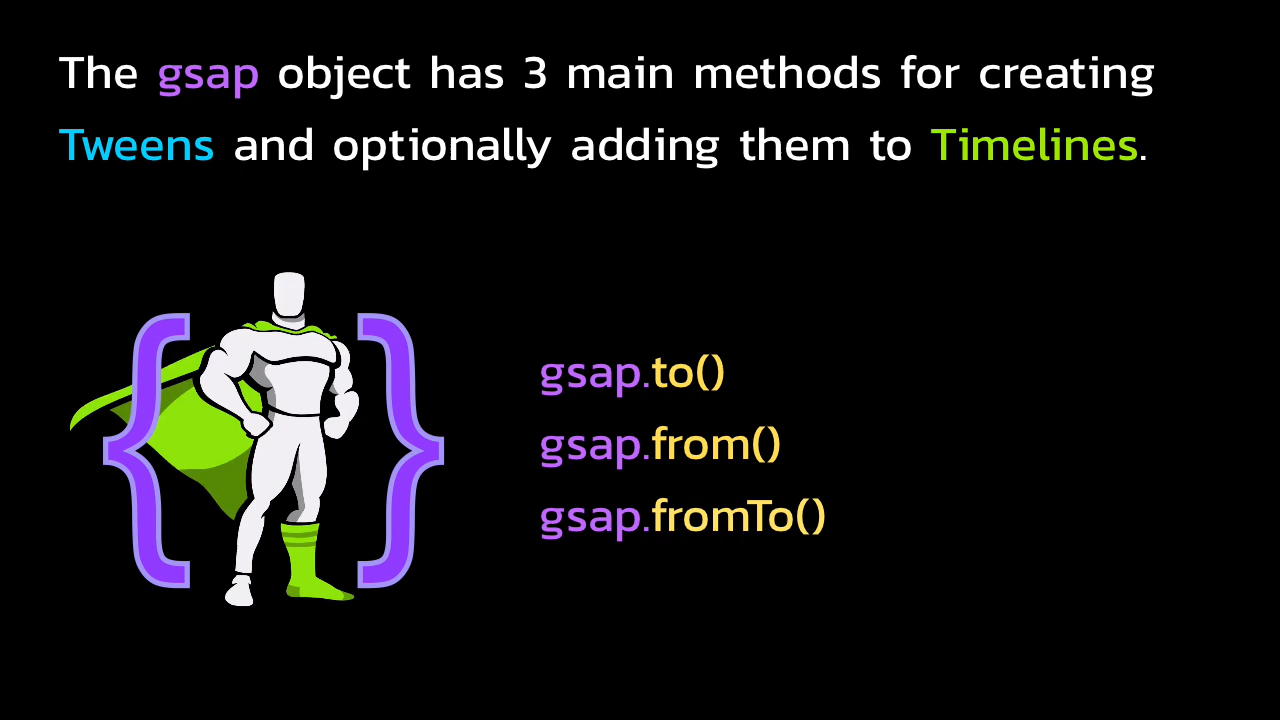 The gsap object has 3 main methods for creating
Tweens and optionally adding them to Timelines.
{ }
gsap.to()
gsap.from()
gsap.fromTo()